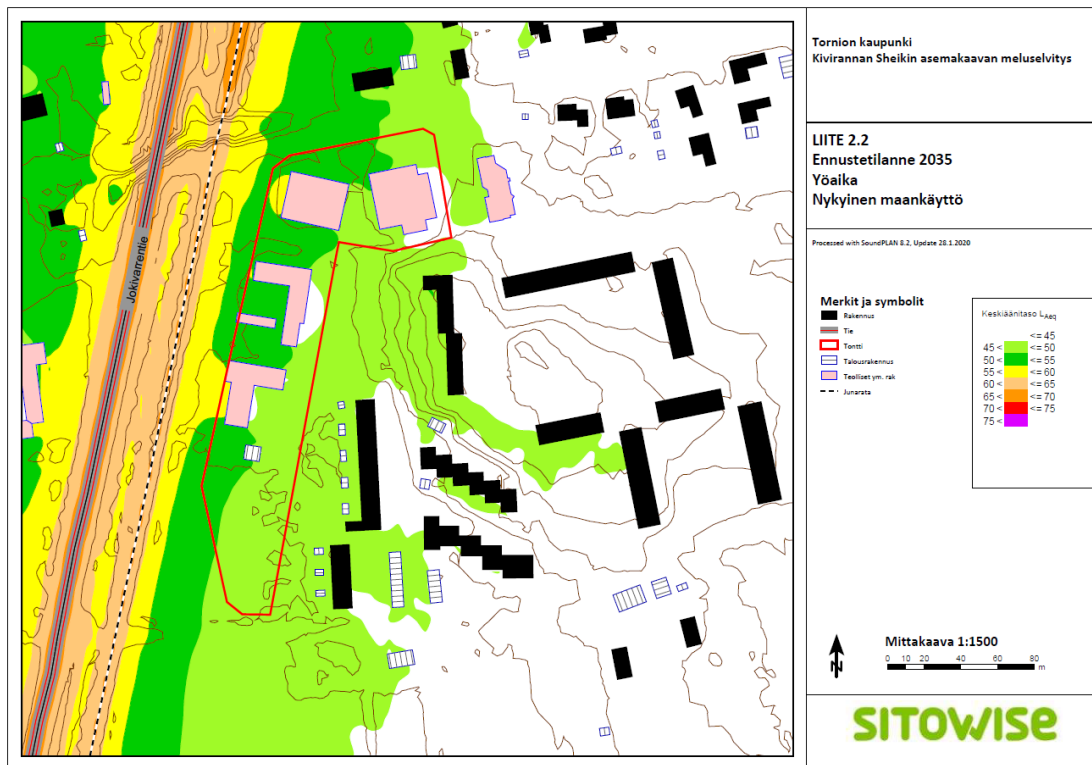 Tornion kaupunki
Kivirannan Sheikin asemakaavan meluselvitys
LIITE 2.2
Ennustetilanne 2035
Yöaika
Nykyinen maankäyttö
Processed with SoundPLAN 8.2, Update 28.1.2020
Merkit ja symbolit
Rakennus
Tie
Tontti
Talousrakennus
Teolliset ym. rak
Junarata
Keskiäänitaso LAeq
<= 45
45 < <= 50
50 < <= 55
55 < <= 60
60 < <= 65
65 < <= 70
70 < <= 75
75 <
Jokivarrentie
N
Mittakaava 1:1500
0 10 20 40 60 80
m
SITOWISE